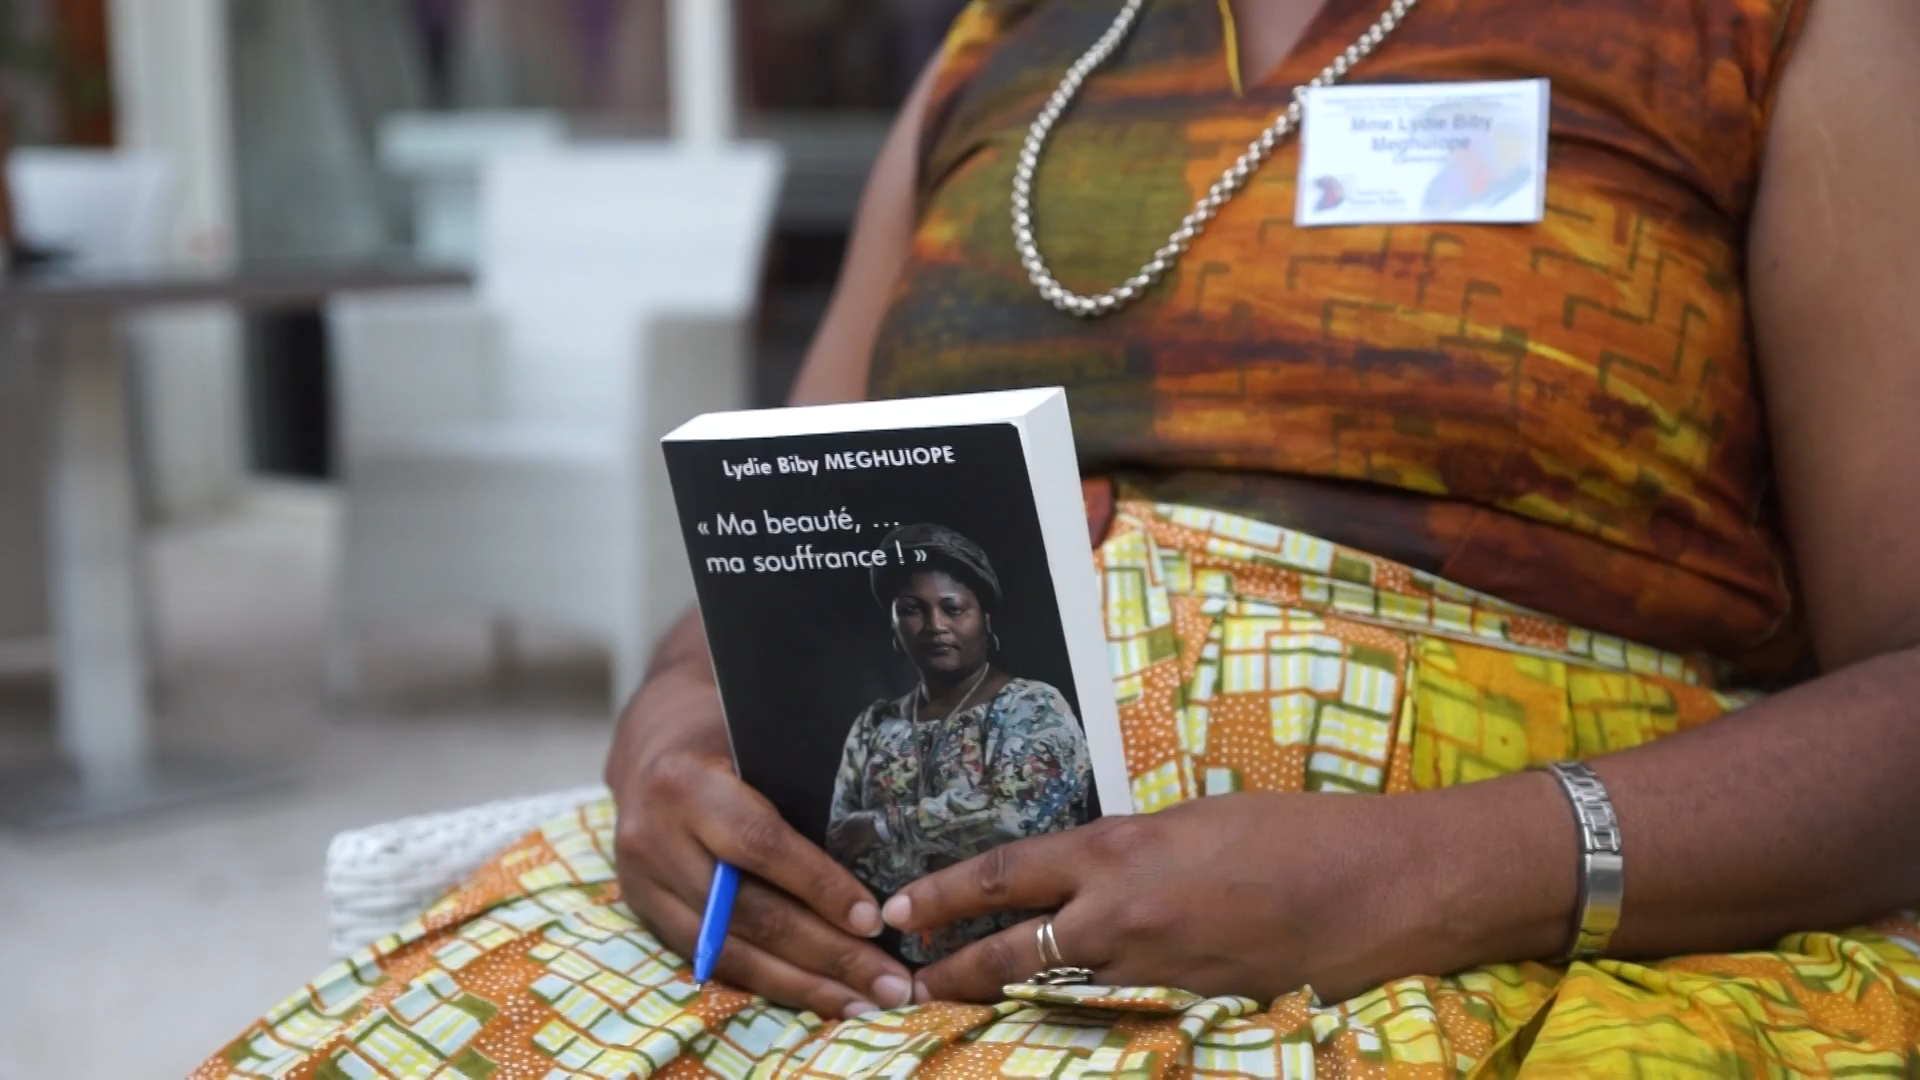 Lydie Biby MEGHUIOPE
« Ma beauté, ...
ma souffrance ! »
Mme Lydie Biby
Meghuiope